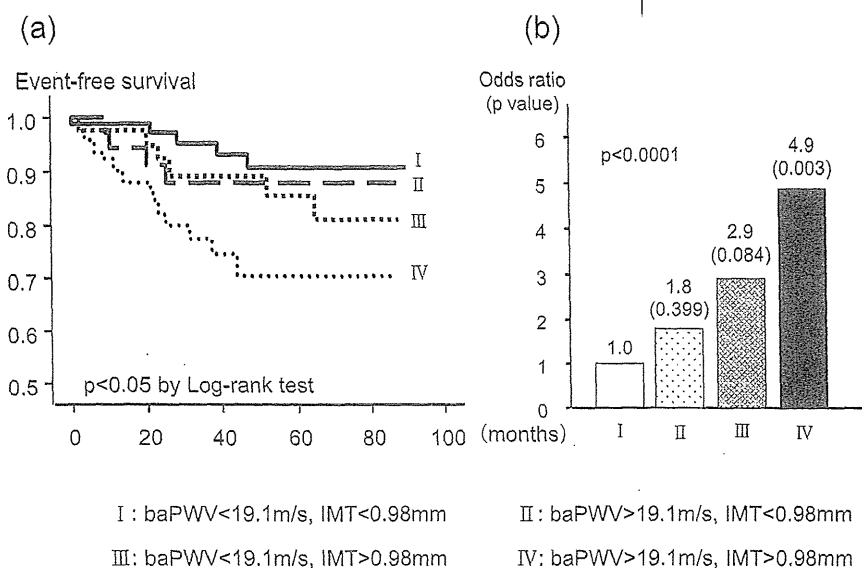 (a)
Event-free survival
1.0
0.9
0.8
0.7
0.6
0.5
I
II
III
IV
p<0.05 by Log-rank test
0 20 40 60 80 100 (months)
(b)
Odds ratio
(p value)
6
5
4
3
2
1
0
p<0.0001
1.0
1.8
(0.399)
2.9
(0.084)
4.9
(0.003)
I II III IV
I : baPWV<19.1m/s, IMT<0.98mm
II : baPWV>19.1m/s, IMT<0.98mm
III: baPWV<19.1m/s, IMT>0.98mm
IV: baPWV>19.1m/s, IMT>0.98mm